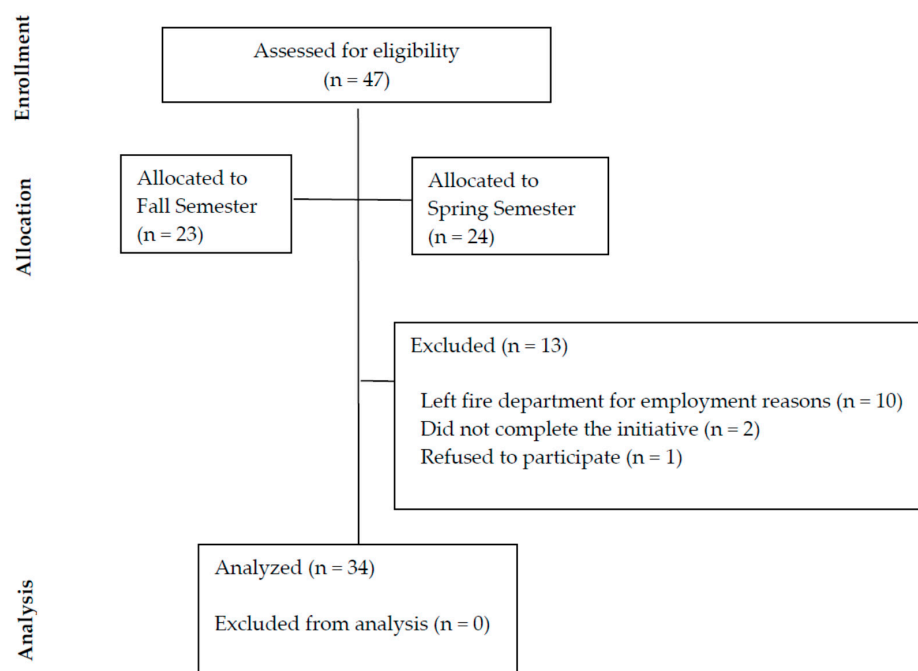 Enrollment
Assessed for eligibility
(n = 47)
Allocation
Allocated to
Fall Semester
(n = 23)
Allocated to
Spring Semester
(n = 24)
Excluded (n = 13)
Left fire department for employment reasons (n = 10)
Did not complete the initiative (n = 2)
Refused to participate (n = 1)
Analysis
Analyzed (n = 34)
Excluded from analysis (n = 0)